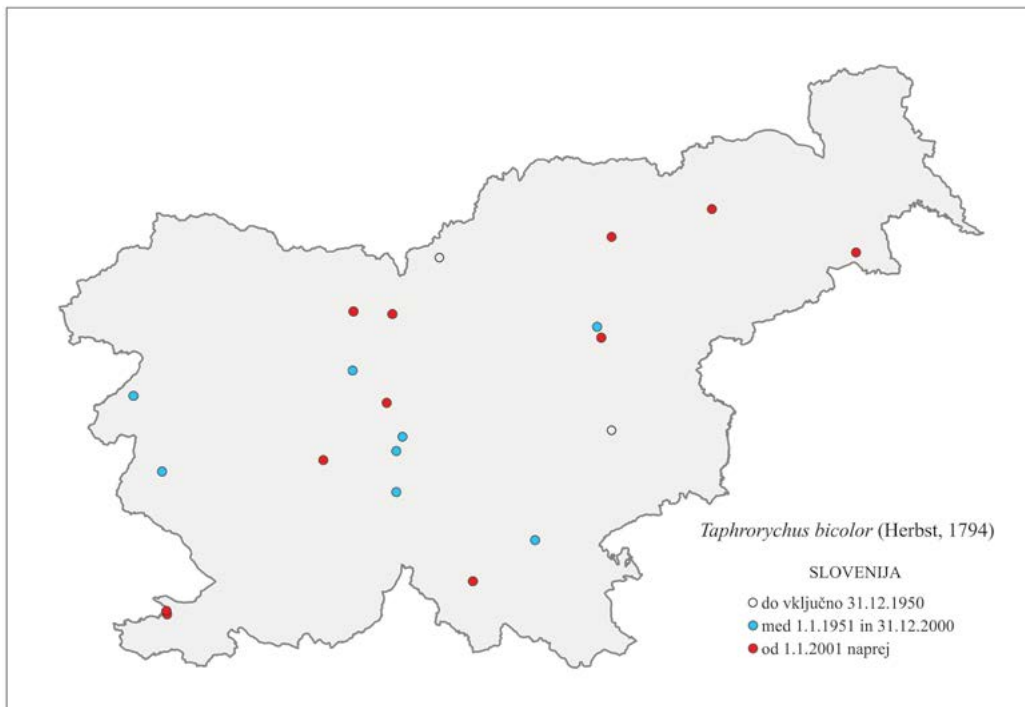 Taphrorychus bicolor (Herbst, 1794)
SLOVENIJA
do vključno 31.12.1950
med 1.1.1951 in 31.12.2000
od 1.1.2001 naprej